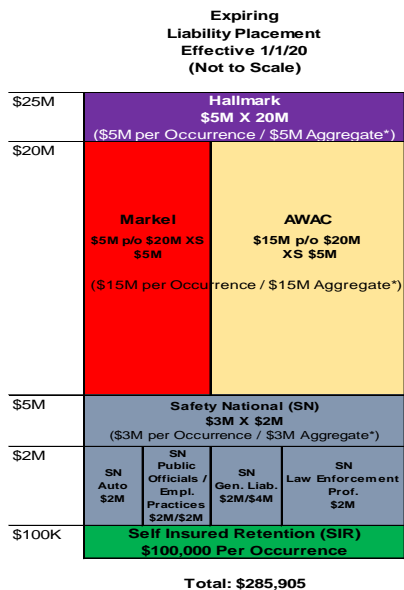 Expiring
Liability Placement
Effective 1/1/20
(Not to Scale)
$25M
Hallmark
$5M X 20M
($5M per Occurrence / $5M Aggregate*)
$20M
Markel
$5M p/o $20M XS
$5M
AWAC
$15M p/o $20M
XS $5M
($15M per Occurrence / $15M Aggregate*)
$5M
Safety National (SN)
$3M X $2M
($3M per Occurrence / $3M Aggregate*)
$2M
SN
Auto
$2M
SN
Public
Officials /
Empl.
Practices
$2M/$2M
SN
Gen. Liab.
$2M/$4M
SN
Law Enforcement
Prof.
$2M
$100K
Self Insured Retention (SIR)
$100,000 Per Occurrence
Total: $285,905